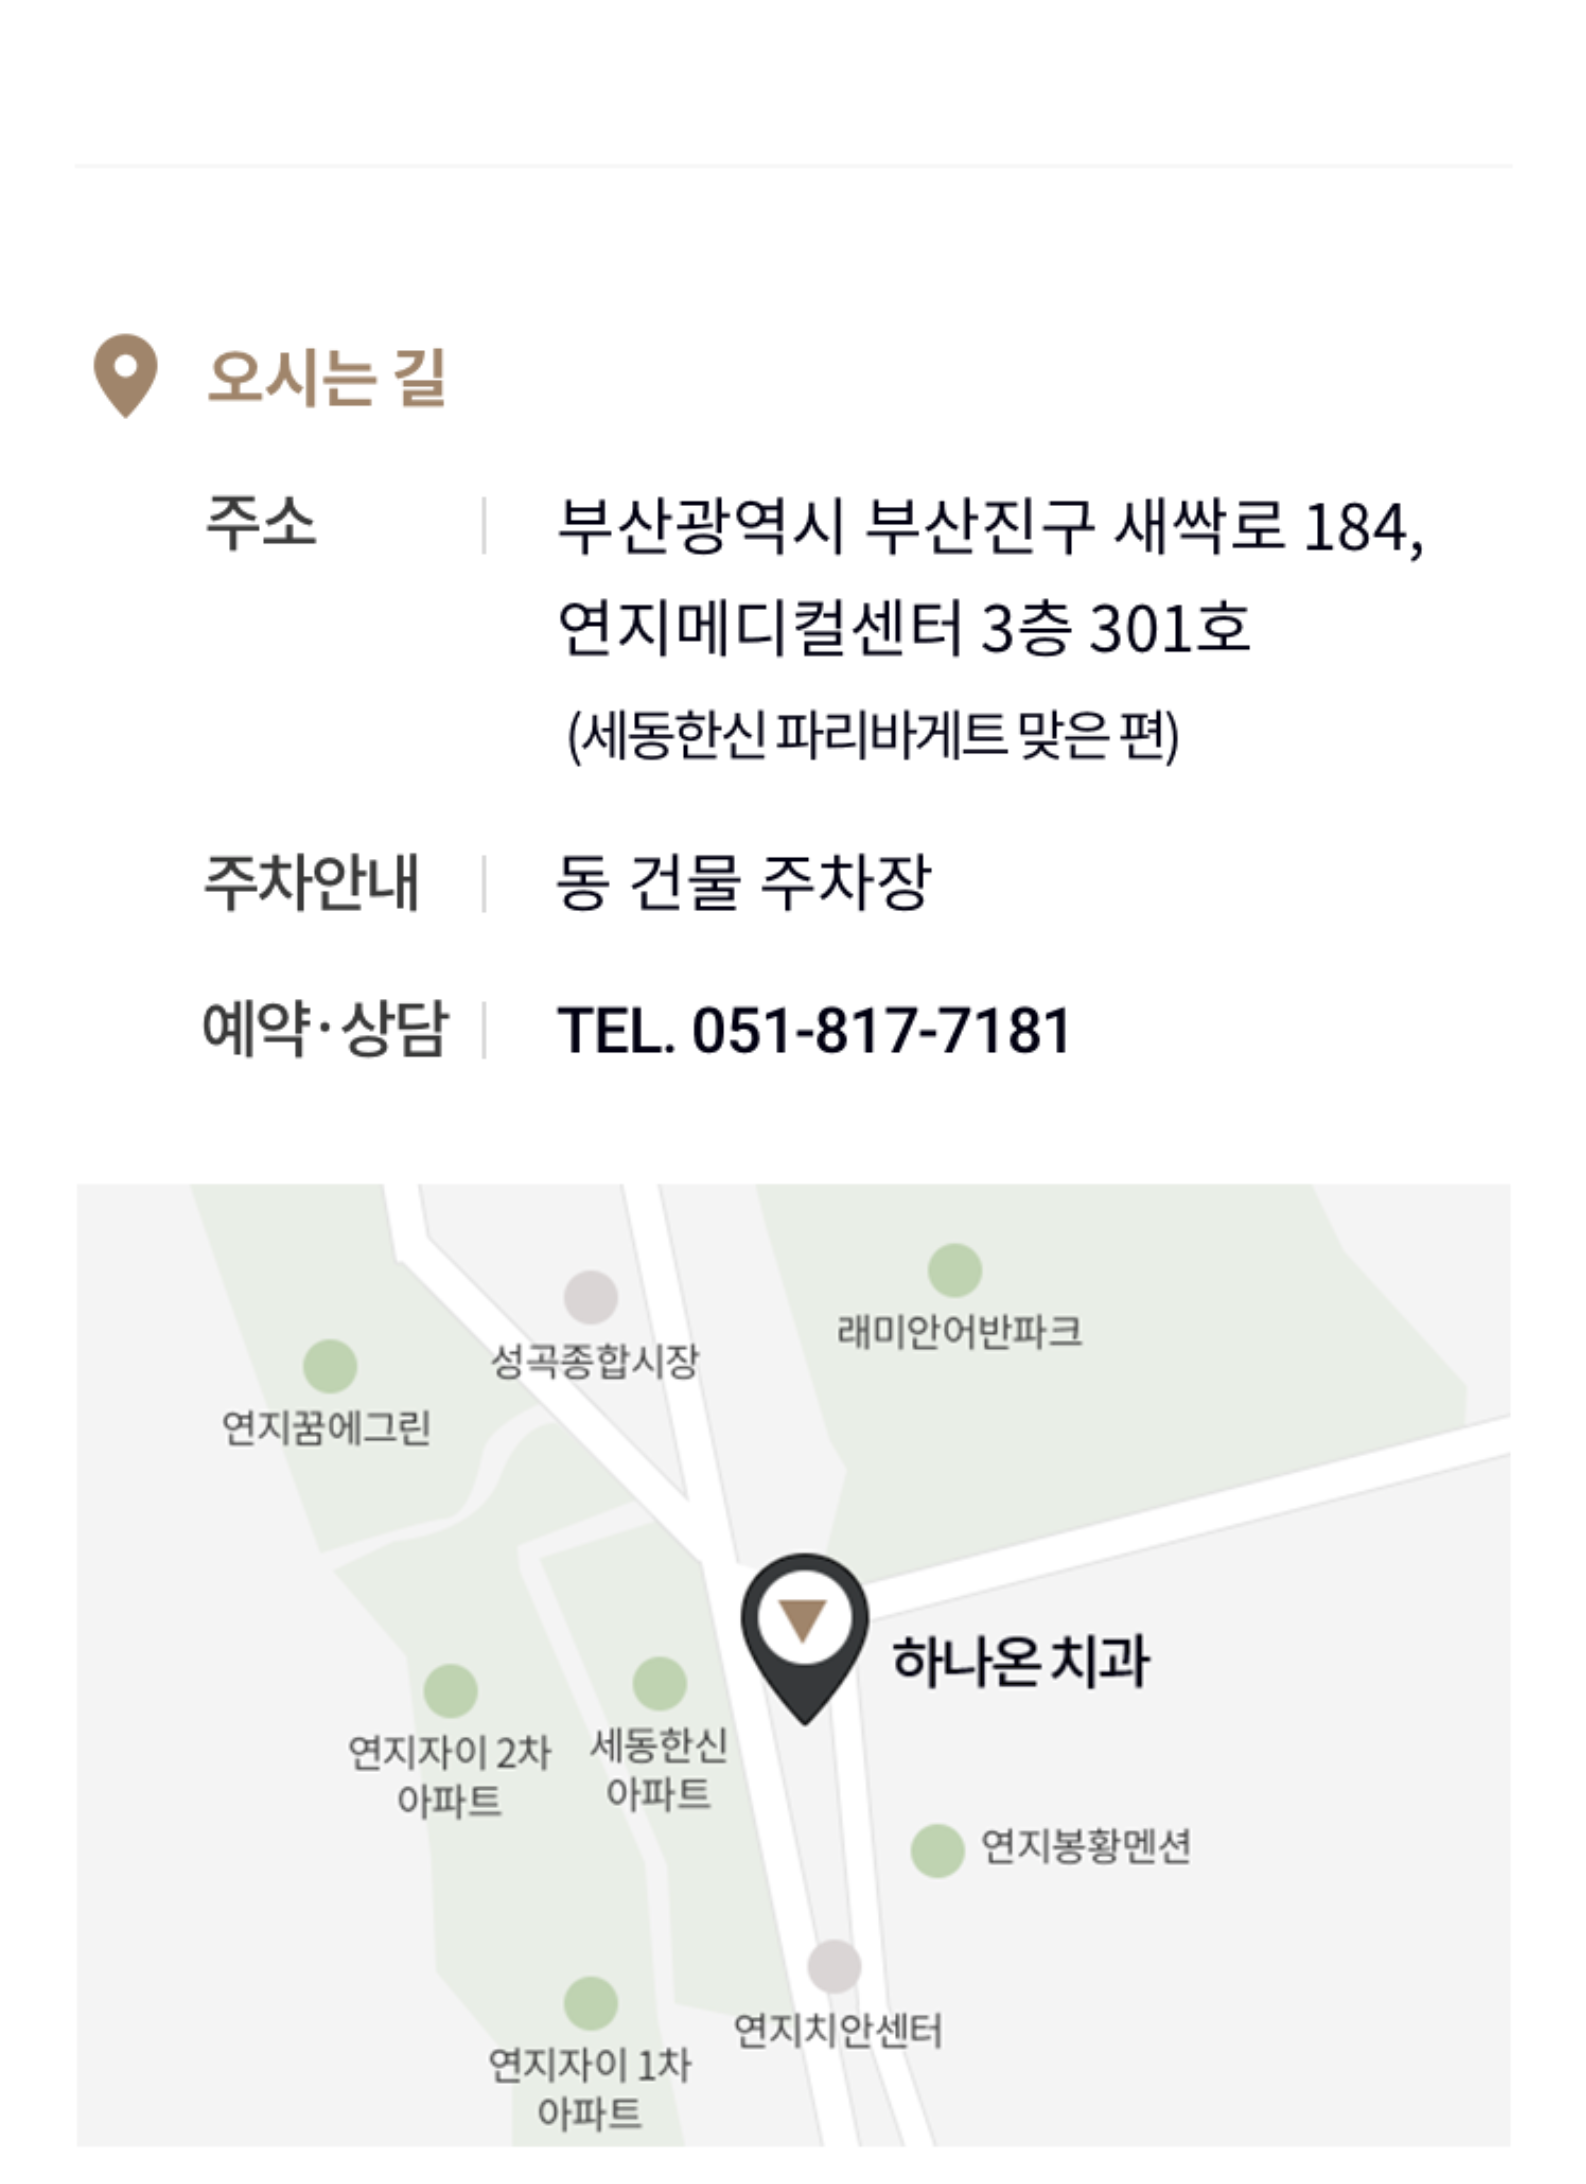 오시는 길
주소
부산광역시 부산진구 새싹로 184,
연지메디컬센터 3층 301호
(세동한신 파리바게트 맞은 편)
주차안내
동 건물 주차장
예약·상담
TEL. 051-817-7181
래미안어반파크
성곡종합시장
연지꿈에그린
하나온 치과
연지자이 2차
아파트
세동한신
아파트
연지봉황멘션
연지치안센터
연지자이 1차
아파트